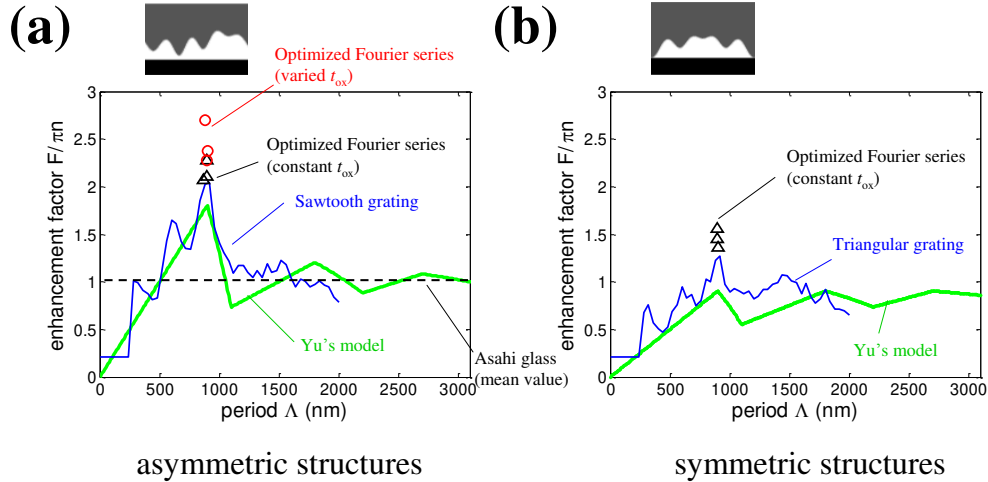 (a)
Optimized Fourier series
(varied tox)
Optimized Fourier series
(constant tox)
Sawtooth grating
Yu's model
Asahi glass
(mean value)
enhancement factor F/πn
3
2.5
2
1.5
1
0.5
0
0 500 1000 1500 2000 2500 3000
period Λ (nm)
asymmetric structures
(b)
Optimized Fourier series
(constant tox)
Triangular grating
Yu's model
enhancement factor F/πn
3
2.5
2
1.5
1
0.5
0
0 500 1000 1500 2000 2500 3000
period Λ (nm)
symmetric structures